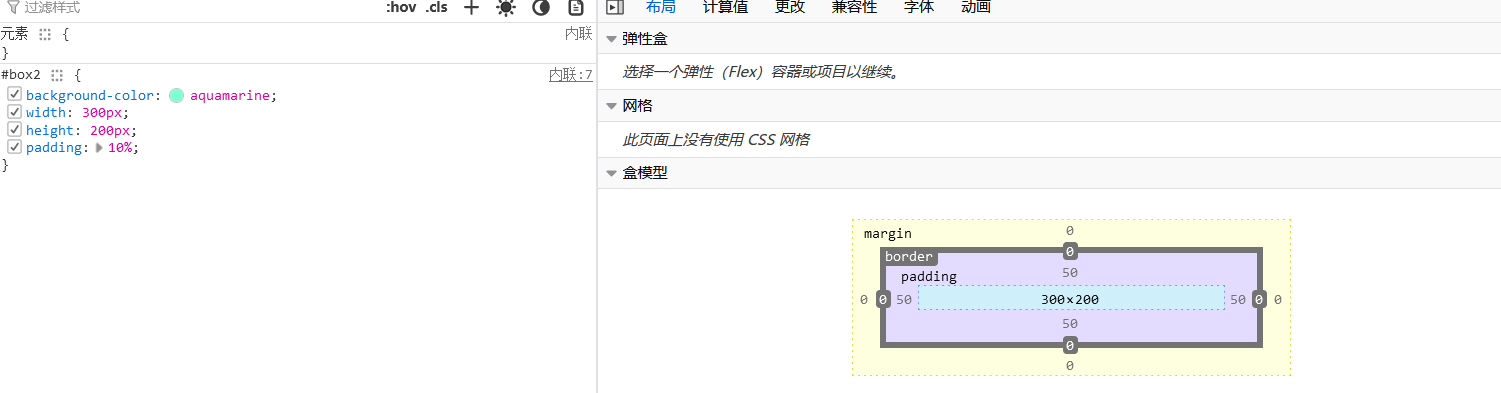 过滤样式 :hov .cls
元素 {
内联
}
#box2 {
内联:7
background-color: aquamarine;
width: 300px;
height: 200px;
padding: 10%;
}
布局 计算值 更改 兼容性 字体 动画
弹性盒
选择一个弹性（Flex）容器或项目以继续。
网格
此页面上没有使用 CSS 网格
盒模型
margin 0
border 0
padding 50
0 0 50 300×200 50 0 0
50
0
0